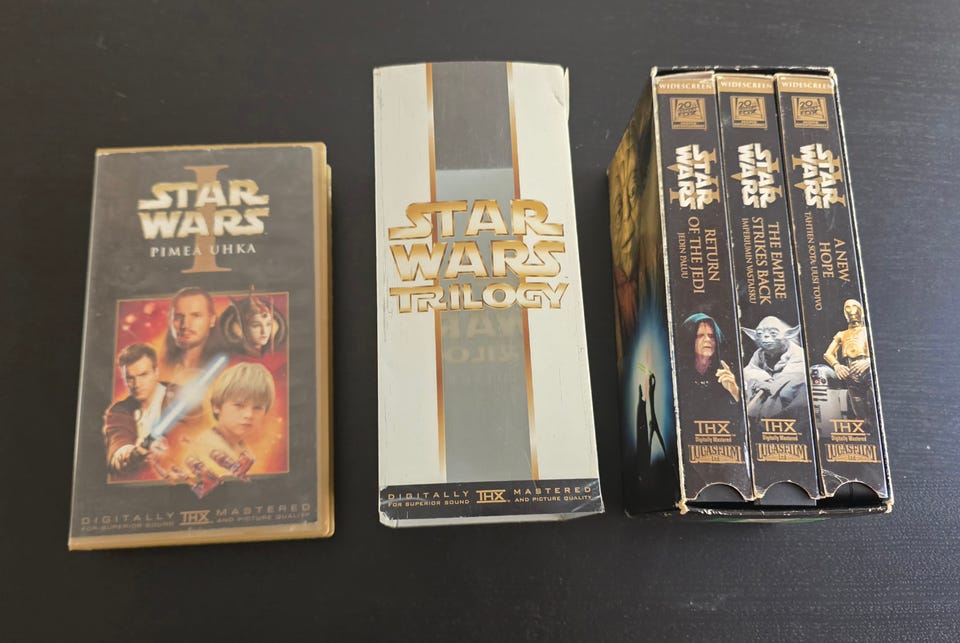 I
STAR
WARS
PIMEÄ UHKA
DIGITALLY THX MASTERED
FOR SUPERIOR SOUND AND PICTURE QUALITY
STAR
WARS
TRILOGY
DIGITALLY THX MASTERED
FOR SUPERIOR SOUND AND PICTURE QUALITY
WIDESCREEN
20th
CENTURY
FOX
VI
STAR
WARS
RETURN
OF THE JEDI
JEDIN PALUU
THX
Digitally Mastered
LUCASFILM
Ltd.
WIDESCREEN
20th
CENTURY
FOX
V
STAR
WARS
THE EMPIRE
STRIKES BACK
IMPERIUMIN VASTAISKU
THX
Digitally Mastered
LUCASFILM
Ltd.
WIDESCREEN
20th
CENTURY
FOX
IV
STAR
WARS
A NEW
HOPE
TÄHTIEN SOTA: UUSI TOIVO
THX
Digitally Mastered
LUCASFILM
Ltd.